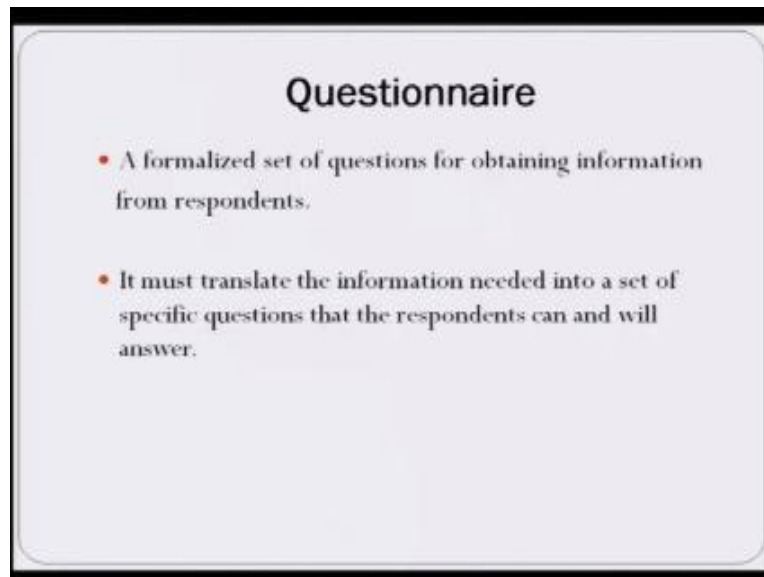 Questionnaire
• A formalized set of questions for obtaining information
from respondents.
• It must translate the information needed into a set of
specific questions that the respondents can and will
answer.